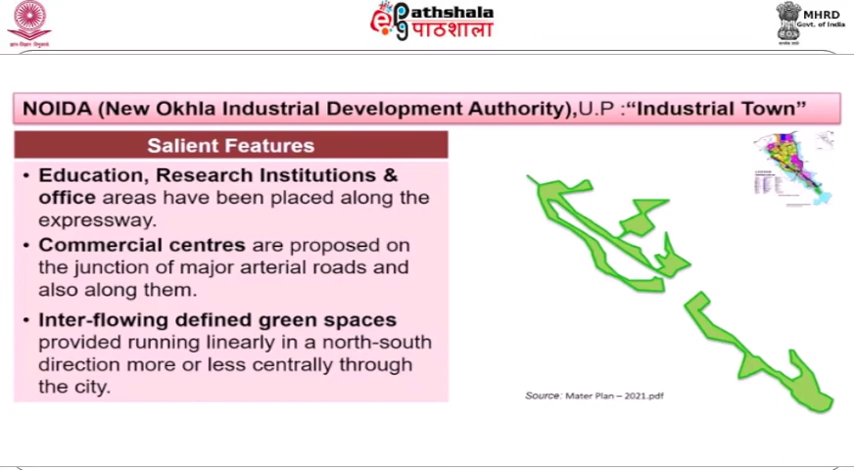 ePathshala
पाठशाला
MHRD
Govt. of India
NOIDA (New Okhla Industrial Development Authority),U.P :“Industrial Town”
Salient Features
• Education, Research Institutions &
office areas have been placed along the
expressway.
• Commercial centres are proposed on
the junction of major arterial roads and
also along them.
• Inter-flowing defined green spaces
provided running linearly in a north-south
direction more or less centrally through
the city.
Source: Mater Plan – 2021.pdf